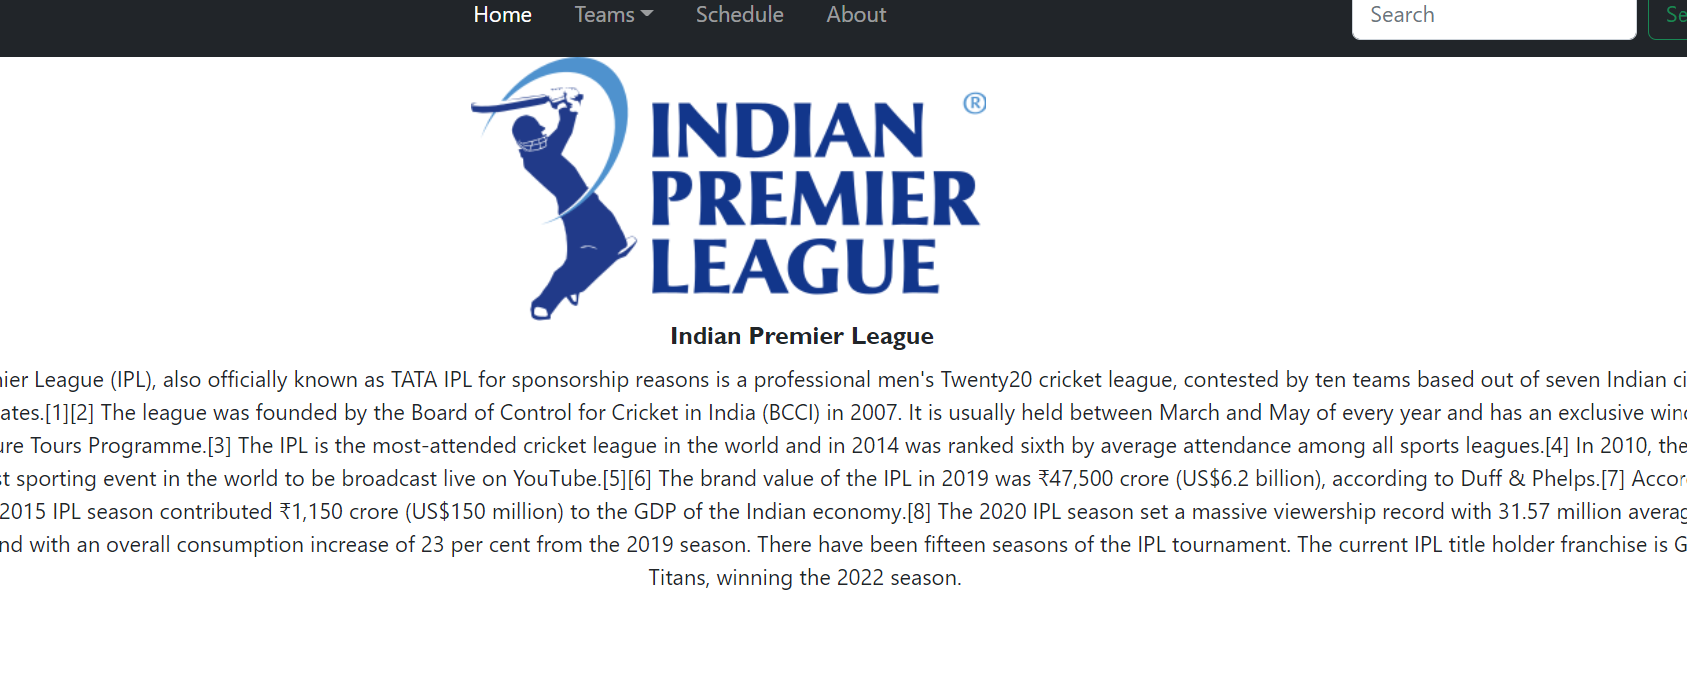 Home Teams Schedule About Search Se
INDIAN ®
PREMIER
LEAGUE
Indian Premier League
nier League (IPL), also officially known as TATA IPL for sponsorship reasons is a professional men's Twenty20 cricket league, contested by ten teams based out of seven Indian ci
ates.[1][2] The league was founded by the Board of Control for Cricket in India (BCCI) in 2007. It is usually held between March and May of every year and has an exclusive win
ure Tours Programme.[3] The IPL is the most-attended cricket league in the world and in 2014 was ranked sixth by average attendance among all sports leagues.[4] In 2010, the
st sporting event in the world to be broadcast live on YouTube.[5][6] The brand value of the IPL in 2019 was ₹47,500 crore (US$6.2 billion), according to Duff & Phelps.[7] Accor
2015 IPL season contributed ₹1,150 crore (US$150 million) to the GDP of the Indian economy.[8] The 2020 IPL season set a massive viewership record with 31.57 million averag
nd with an overall consumption increase of 23 per cent from the 2019 season. There have been fifteen seasons of the IPL tournament. The current IPL title holder franchise is G
Titans, winning the 2022 season.